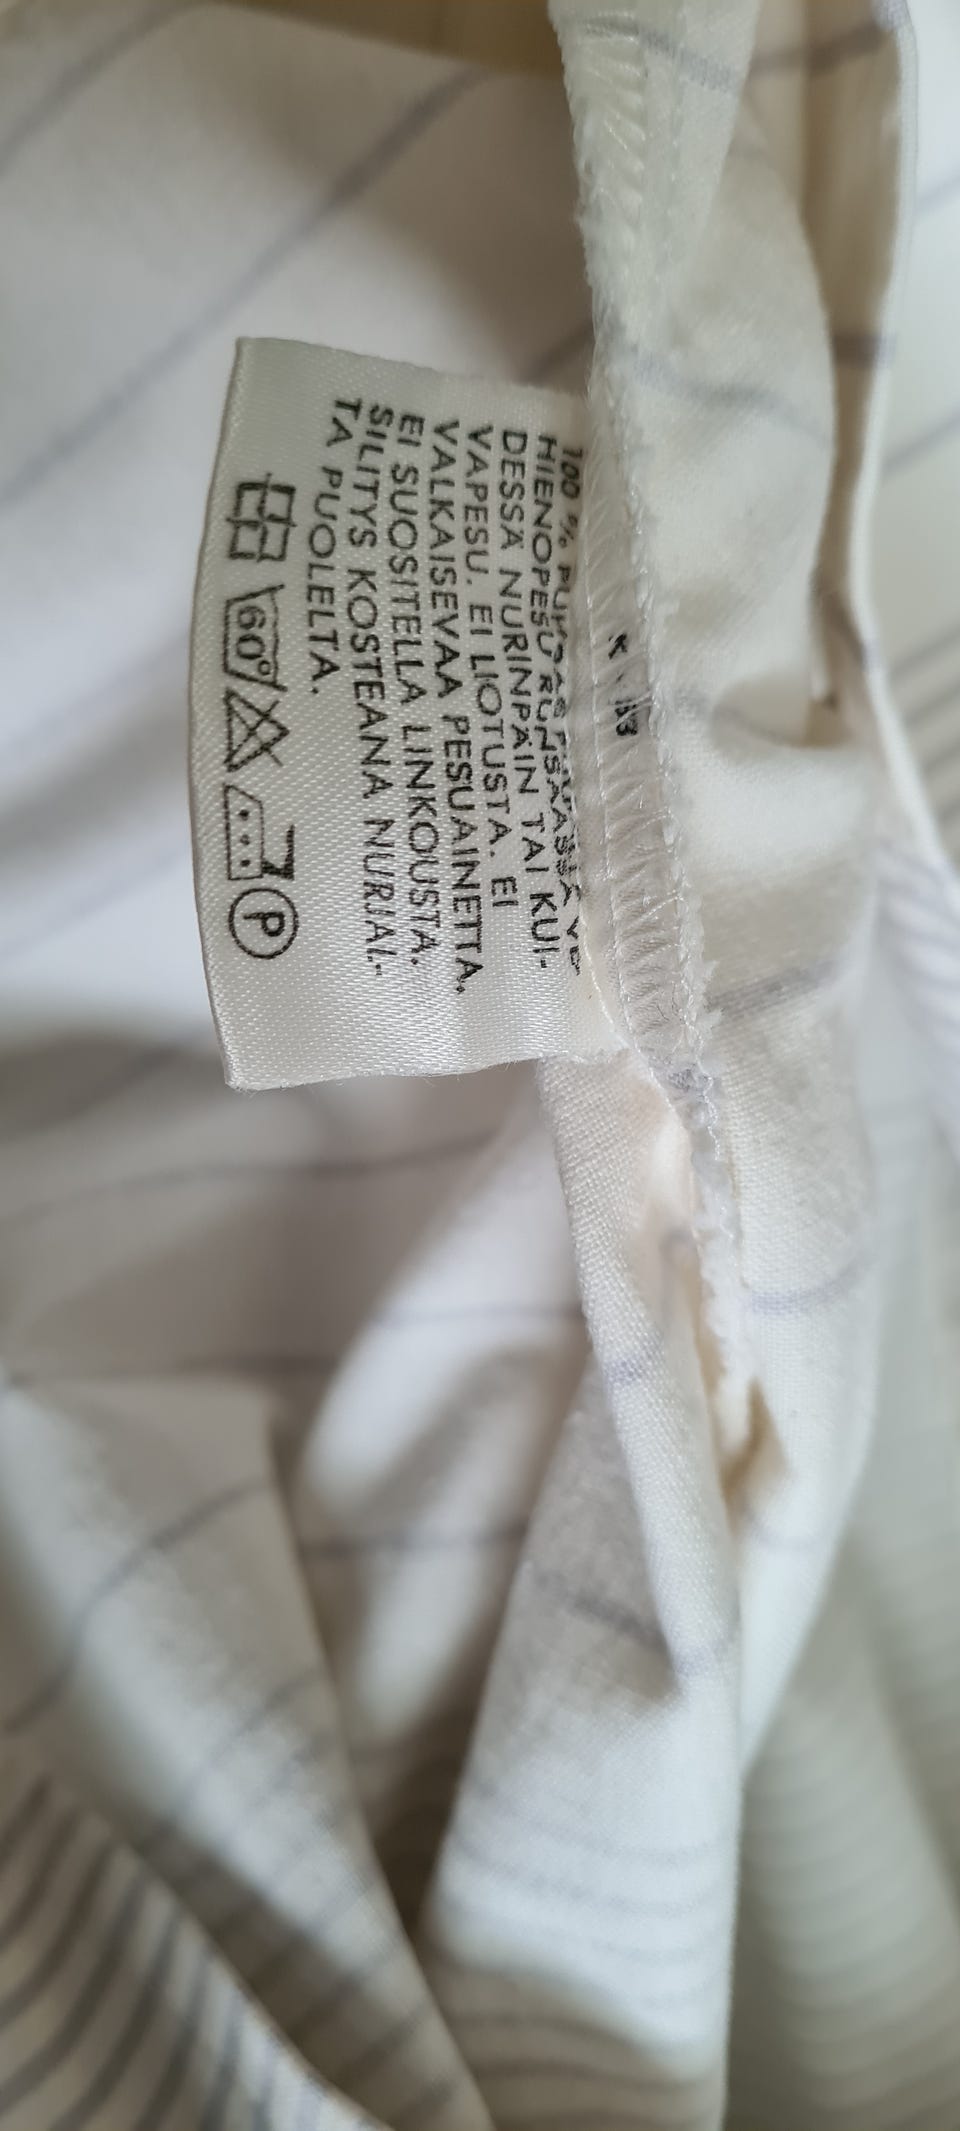 100 %
HIENOPESU RUNSAASSA VE-
DESSÄ NURINPÄIN TAI KUI-
VAPESU. EI LIOTUSTA. EI
VALKAISEVAA PESUAINETTA.
EI SUOSITELLA LINKOUSTA.
SILITYS KOSTEANA NURJAL-
TA PUOLELTA.
60° P